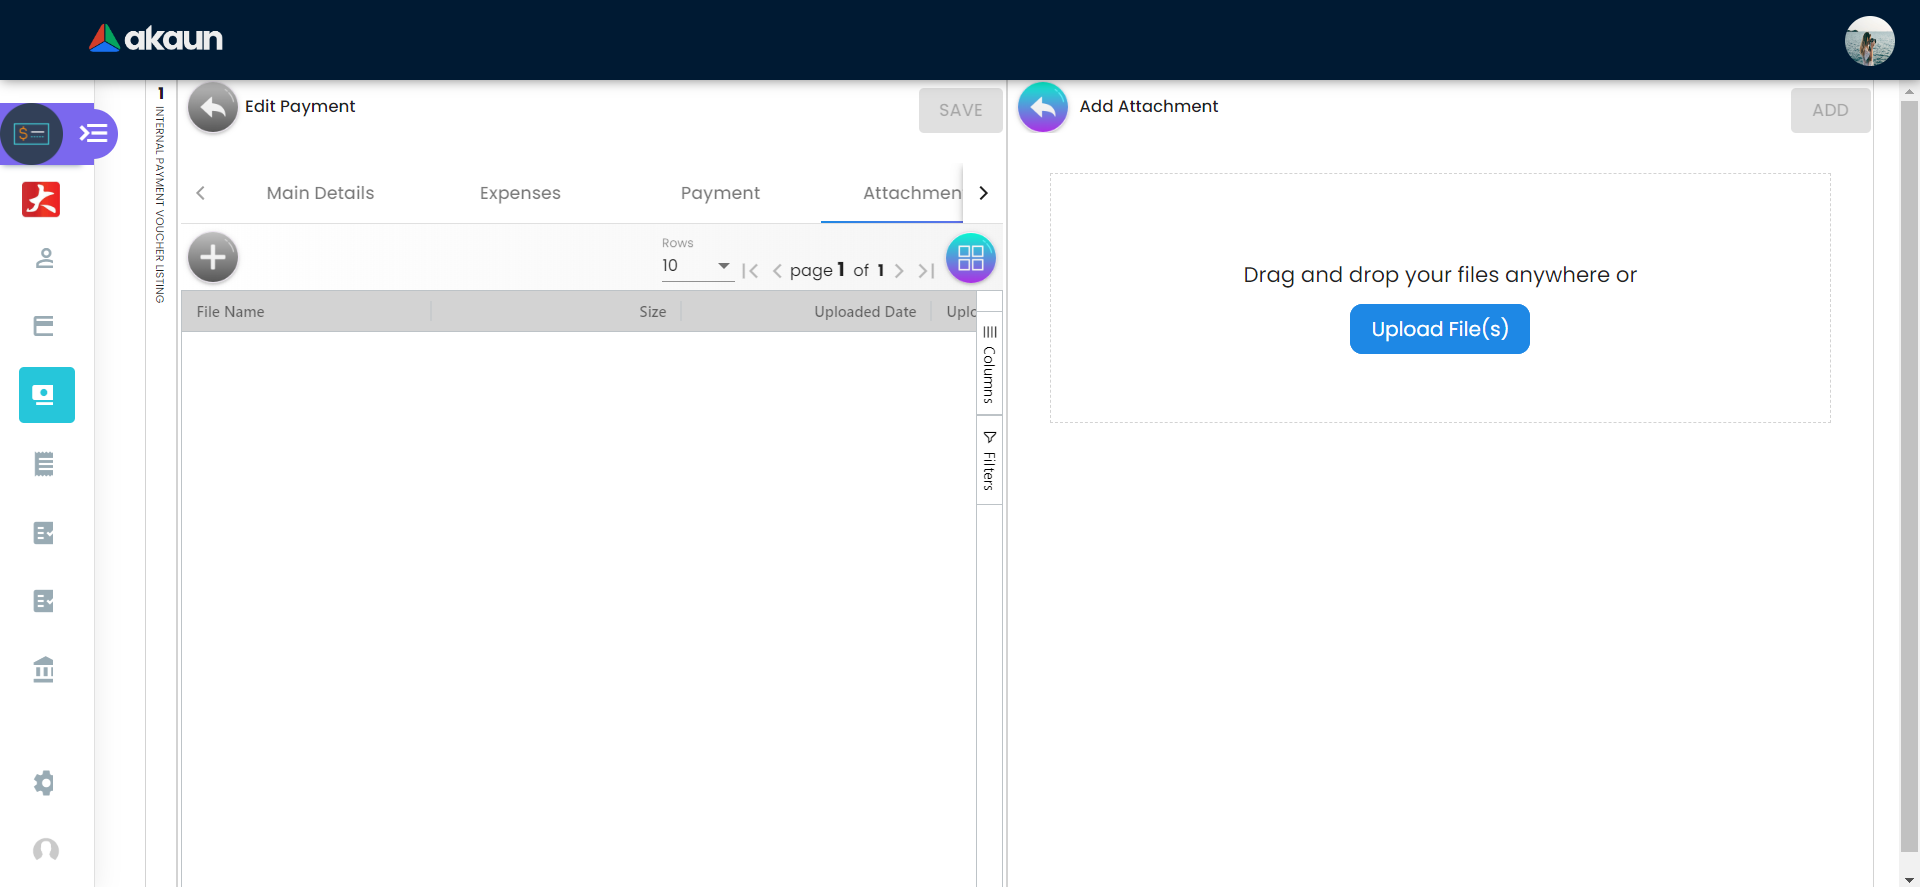 akaun
1 INTERNAL PAYMENT VOUCHER LISTING
Edit Payment
SAVE
Main Details
Expenses
Payment
Attachmen
Rows
10
page 1 of 1
File Name
Size
Uploaded Date
Uplo
Columns
Filters
Add Attachment
ADD
Drag and drop your files anywhere or
Upload File(s)